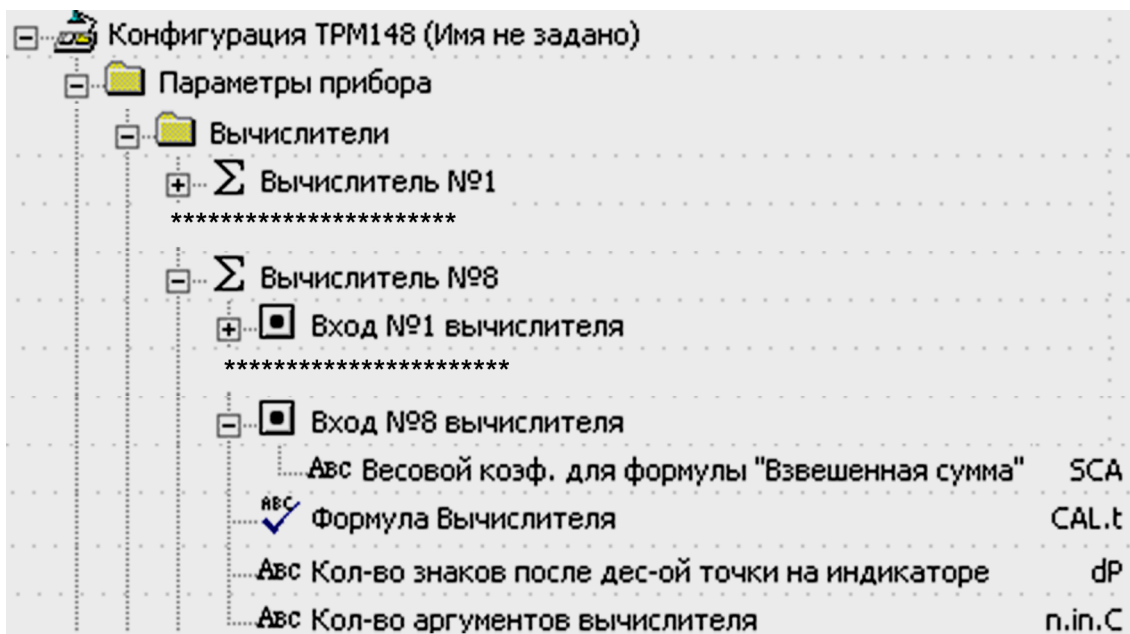 Конфигурация ТРМ148 (Имя не задано)
Параметры прибора
Вычислители
Σ Вычислитель №1
***********************
Σ Вычислитель №8
Вход №1 вычислителя
***********************
Вход №8 вычислителя
Авс Весовой коэф. для формулы "Взвешенная сумма" SCA
АВС Формула Вычислителя CAL.t
Авс Кол-во знаков после дес-ой точки на индикаторе dP
Авс Кол-во аргументов вычислителя n.in.C